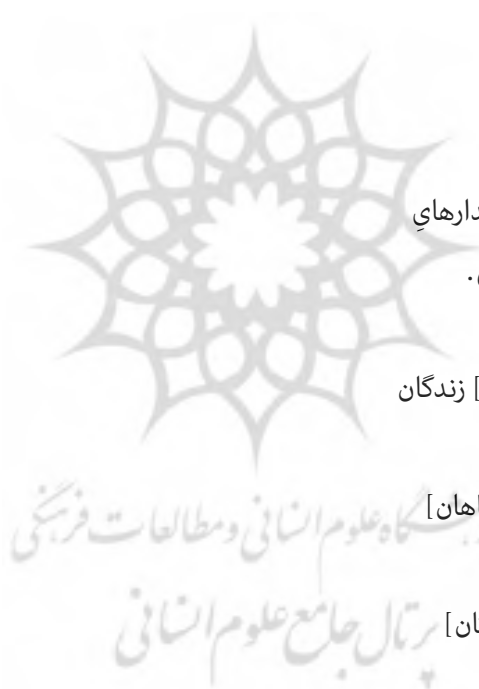 دارهایِ
.
] زندگان
اهان]
گاه علوم انسانی و مطالعات فرهنگی
ان]
پرتال جامع علوم انسانی